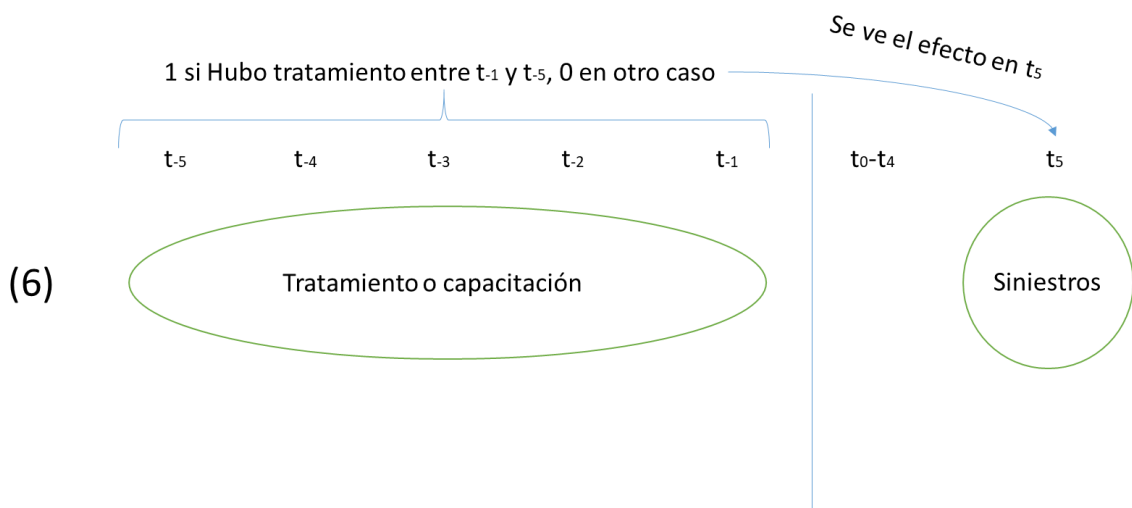 Se ve el efecto en t5
1 si Hubo tratamiento entre t-1 y t-5, 0 en otro caso
t-5 t-4 t-3 t-2 t-1 t0-t4 t5
(6) Tratamiento o capacitación Siniestros